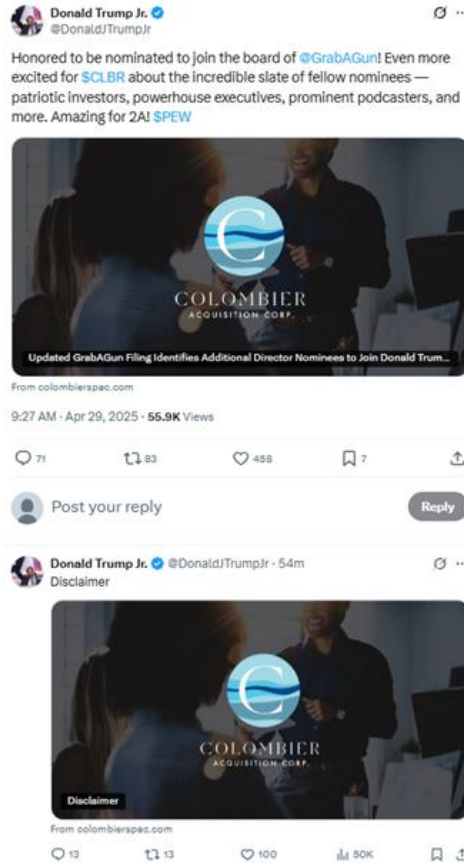 Donald Trump Jr.
@DonaldJTrumpJr
Honored to be nominated to join the board of @GrabAGun! Even more
excited for $CLBR about the incredible slate of fellow nominees —
patriotic investors, powerhouse executives, prominent podcasters, and
more. Amazing for 2A! $PEW
C
COLOMBIER
ACQUISITION CORP.
Updated GrabAGun Filing Identifies Additional Director Nominees to Join Donald Trum...
From colombierspac.com
9:27 AM · Apr 29, 2025 · 55.9K Views
71 83 458 7
Post your reply
Reply
Donald Trump Jr. @DonaldJTrumpJr · 54m
Disclaimer
C
COLOMBIER
ACQUISITION CORP.
Disclaimer
From colombierspac.com
13 13 100 50K